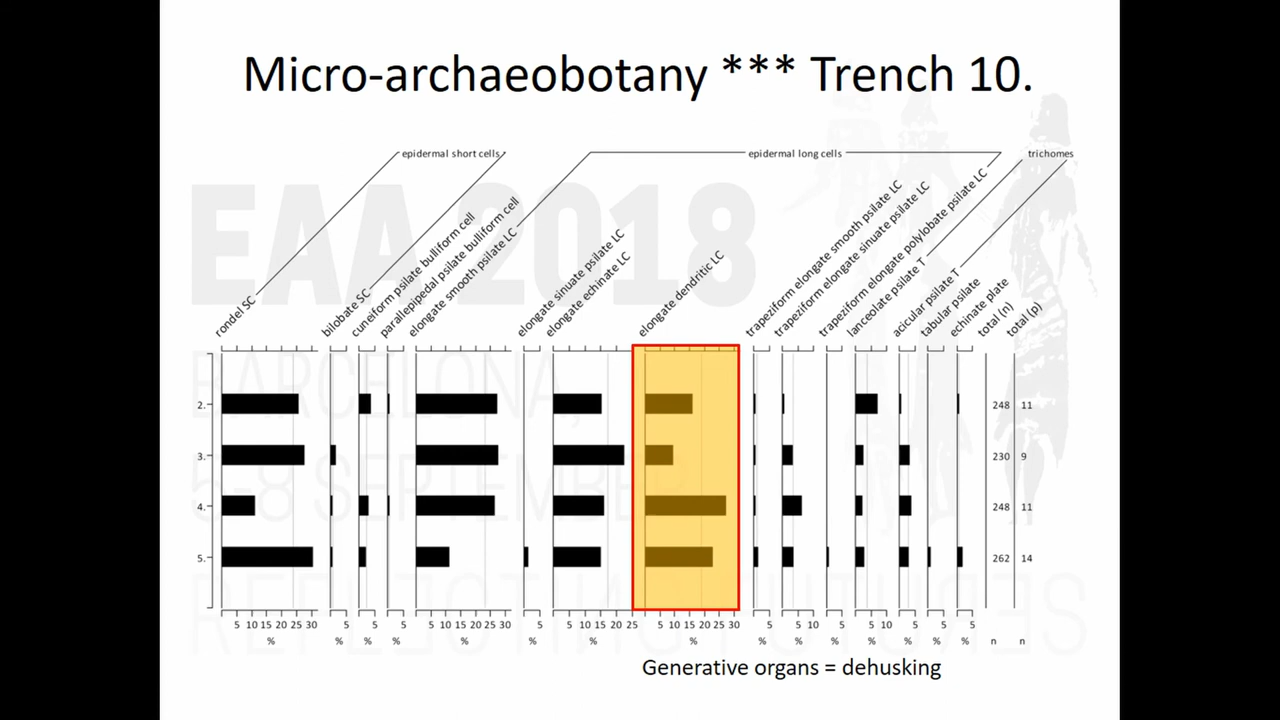 Micro-archaeobotany *** Trench 10.
epidermal short cells
epidermal long cells
trichomes
rondel SC
bilobate SC
cuneiform psilate bulliform cell
parallepipedal psilate bulliform cell
elongate smooth psilate LC
elongate sinuate psilate LC
elongate echinate LC
elongate dendritic LC
trapeziform elongate smooth psilate LC
trapeziform elongate sinuate psilate LC
trapeziform elongate polylobate psilate LC
lanceolate psilate T
acicular psilate T
tabular psilate
echinate plate
total (n)
total (p)
EAA 2018
BARCELONA,
5-8 SEPTEMBER
REFLECTING FUTURES
2. 248 11
3. 230 9
4. 248 11
5. 262 14
5 10 15 20 25 30 5 5 5 5 10 15 20 25 30 5 5 10 15 20 25 5 10 15 20 25 30 5 5 10 5 5 10 5 5 5
% % % % % % % % % % % % % % % n n
Generative organs = dehusking